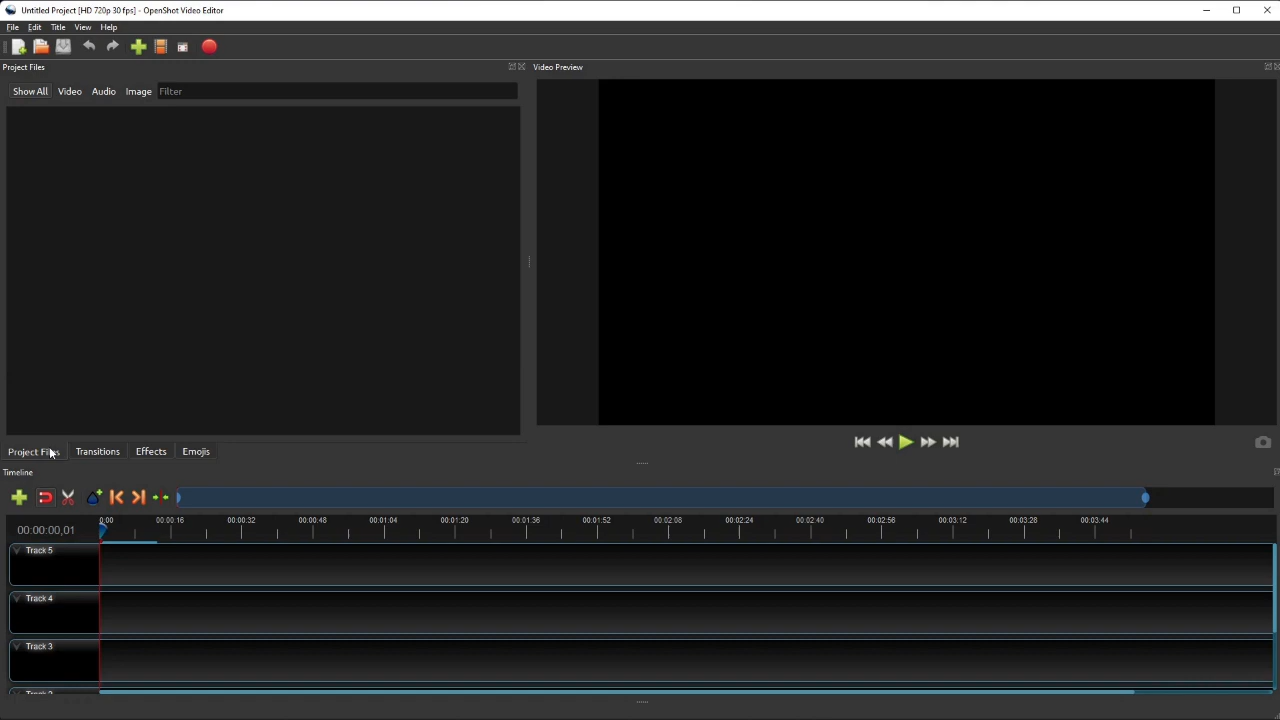 Untitled Project [HD 720p 30 fps] - OpenShot Video Editor
File Edit Title View Help
Project Files
Video Preview
Show All Video Audio Image Filter
Project Files Transitions Effects Emojis
Timeline
00:00:00,01
0:00 00:00:16 00:00:32 00:00:48 00:01:04 00:01:20 00:01:36 00:01:52 00:02:08 00:02:24 00:02:40 00:02:56 00:03:12 00:03:28 00:03:44
Track 5
Track 4
Track 3